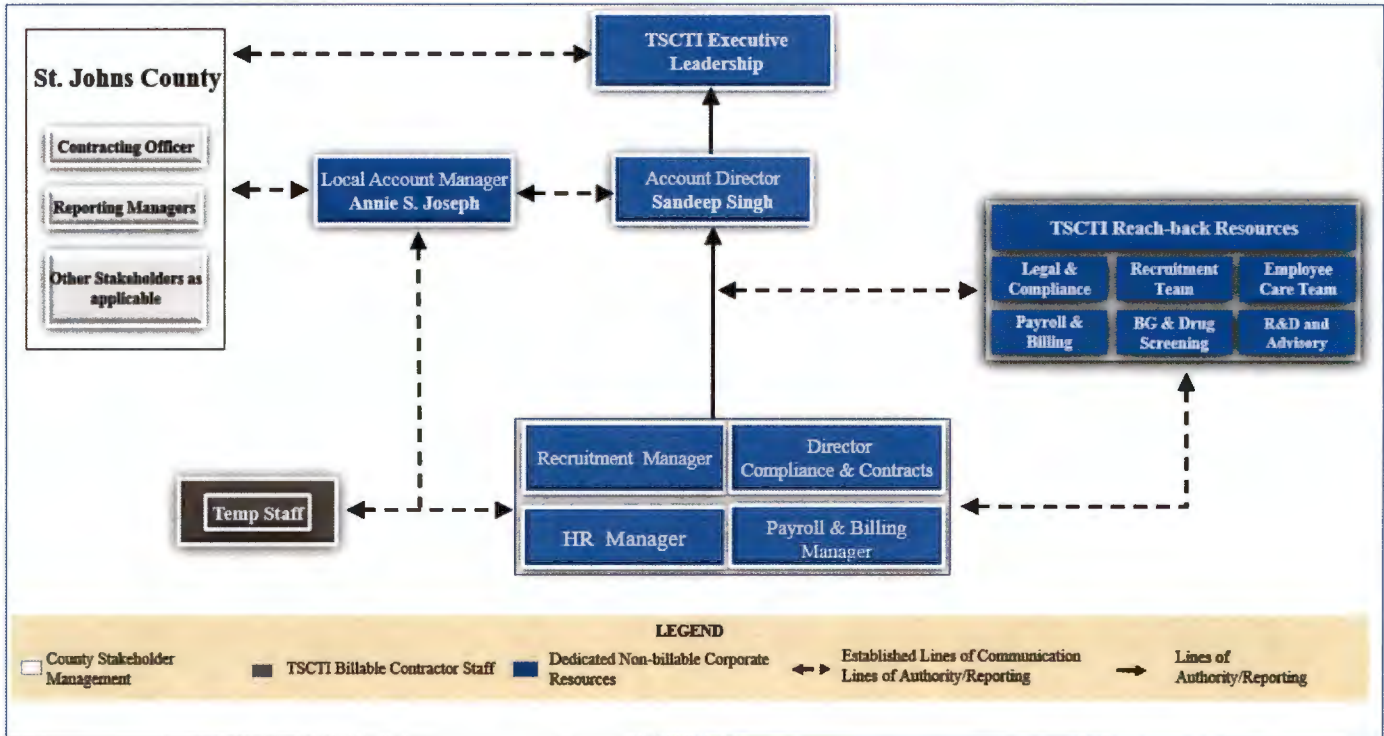 TSCTI Executive
Leadership
St. Johns County
Contracting Officer
Reporting Managers
Other Stakeholders as
applicable
Local Account Manager
Annie S. Joseph
Account Director
Sandeep Singh
TSCTI Reach-back Resources
Legal &
Compliance
Recruitment
Team
Employee
Care Team
Payroll &
Billing
BG & Drug
Screening
R&D and
Advisory
Recruitment Manager
Director
Compliance & Contracts
HR Manager
Payroll & Billing
Manager
Temp Staff
LEGEND
County Stakeholder
Management
TSCTI Billable Contractor Staff
Dedicated Non-billable Corporate
Resources
Established Lines of Communication
Lines of Authority/Reporting
Lines of
Authority/Reporting